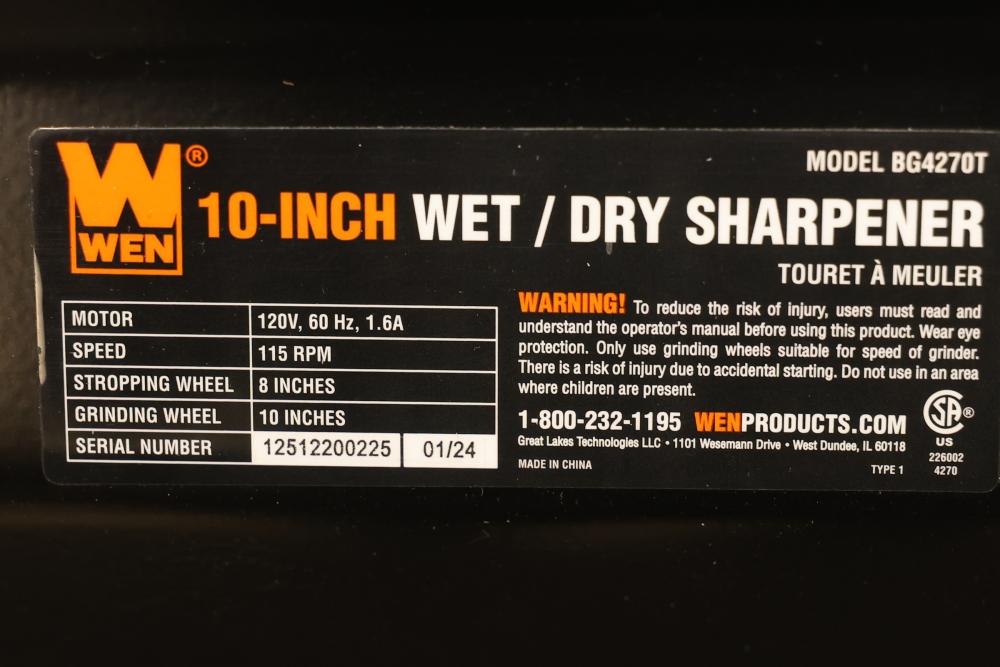 WEN®
MODEL BG4270T
10-INCH WET / DRY SHARPENER
TOURET À MEULER
MOTOR 120V, 60 Hz, 1.6A
SPEED 115 RPM
STROPPING WHEEL 8 INCHES
GRINDING WHEEL 10 INCHES
SERIAL NUMBER 12512200225 01/24
WARNING! To reduce the risk of injury, users must read and
understand the operator's manual before using this product. Wear eye
protection. Only use grinding wheels suitable for speed of grinder.
There is a risk of injury due to accidental starting. Do not use in an area
where children are present.
1-800-232-1195 WENPRODUCTS.COM
Great Lakes Technologies LLC • 1101 Wesemann Drive • West Dundee, IL 60118
MADE IN CHINA
TYPE 1
SA®
US
226002
4270